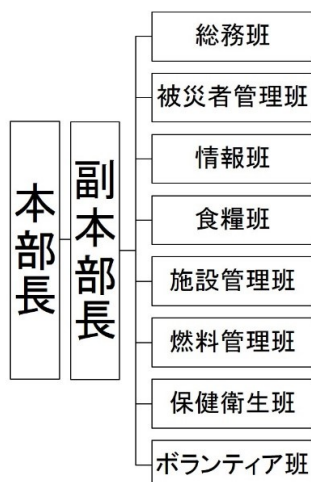 本部長
副本部長
総務班
被災者管理班
情報班
食糧班
施設管理班
燃料管理班
保健衛生班
ボランティア班